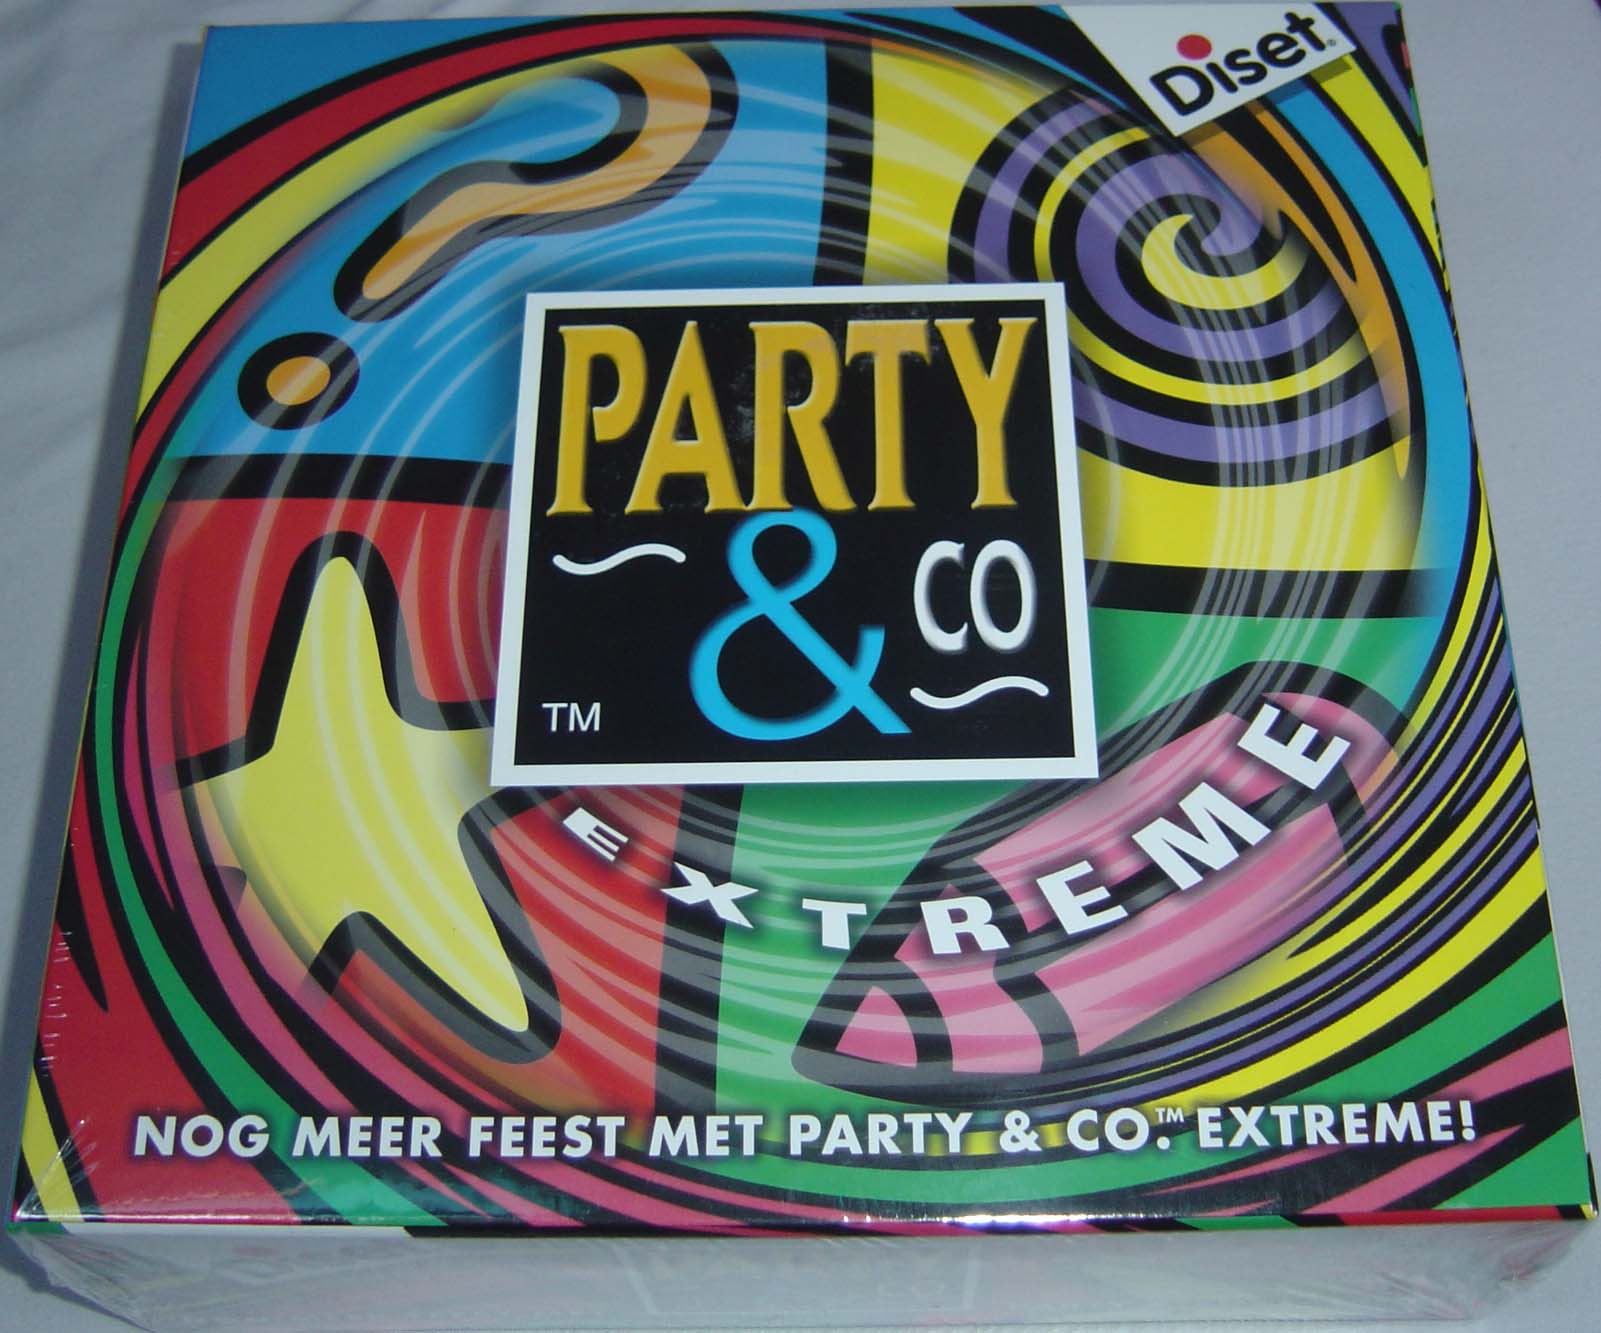 Diset®
PARTY
& CO
TM
EXTREME
NOG MEER FEEST MET PARTY & CO.™ EXTREME!